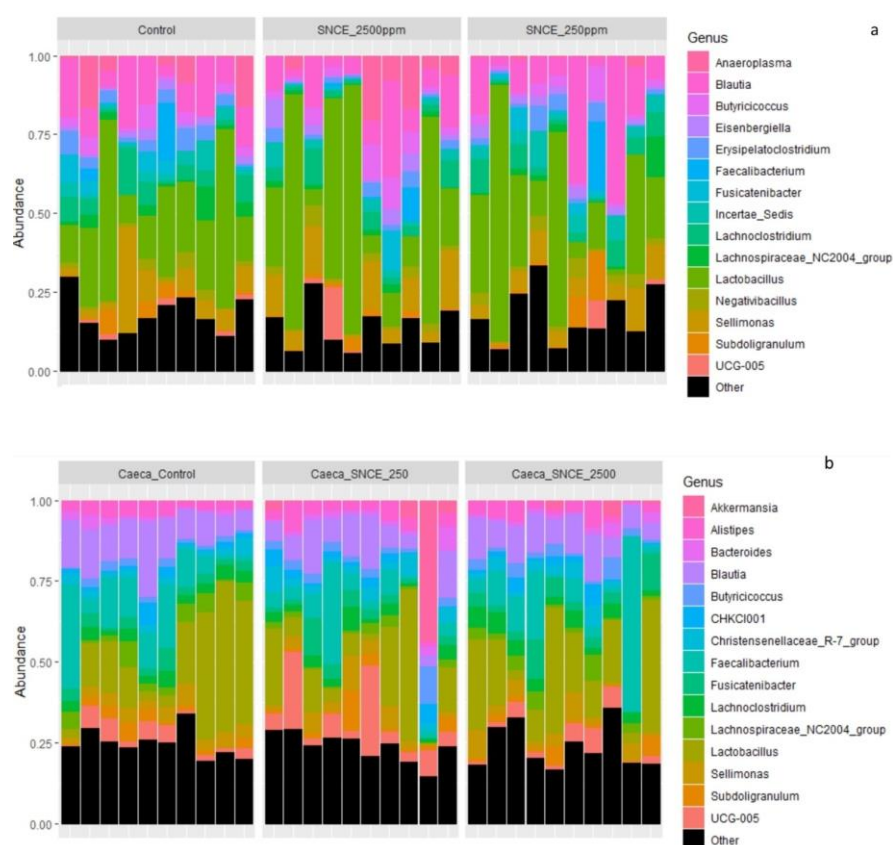 a
Control
SNCE_2500ppm
SNCE_250ppm
Genus
Anaeroplasma
Blautia
Butyricicoccus
Eisenbergiella
Erysipelatoclostridium
Faecalibacterium
Fusicatenibacter
Incertae_Sedis
Lachnoclostridium
Lachnospiraceae_NC2004_group
Lactobacillus
Negativibacillus
Sellimonas
Subdoligranulum
UCG-005
Other
Abundance
1.00
0.75
0.50
0.25
0.00
b
Caeca_Control
Caeca_SNCE_250
Caeca_SNCE_2500
Genus
Akkermansia
Alistipes
Bacteroides
Blautia
Butyricicoccus
CHKCI001
Christensenellaceae_R-7_group
Faecalibacterium
Fusicatenibacter
Lachnoclostridium
Lachnospiraceae_NC2004_group
Lactobacillus
Sellimonas
Subdoligranulum
UCG-005
Other
Abundance
1.00
0.75
0.50
0.25
0.00